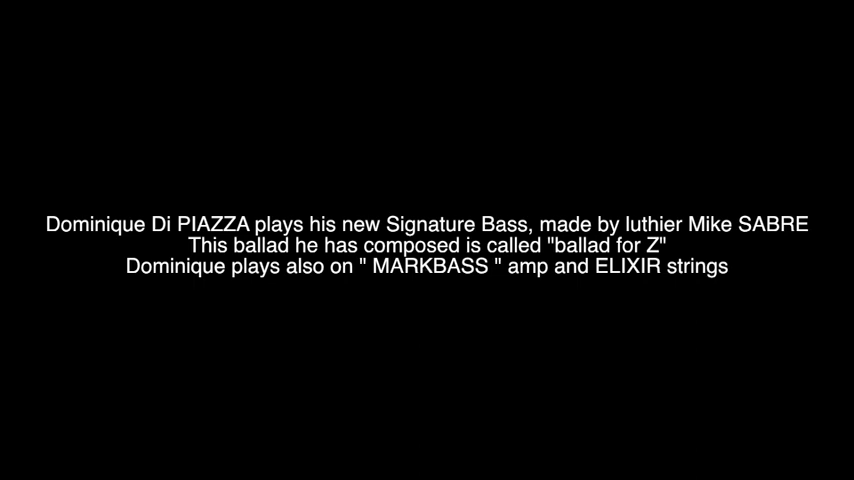 Dominique Di PIAZZA plays his new Signature Bass, made by luthier Mike SABRE
This ballad he has composed is called "ballad for Z"
Dominique plays also on " MARKBASS " amp and ELIXIR strings